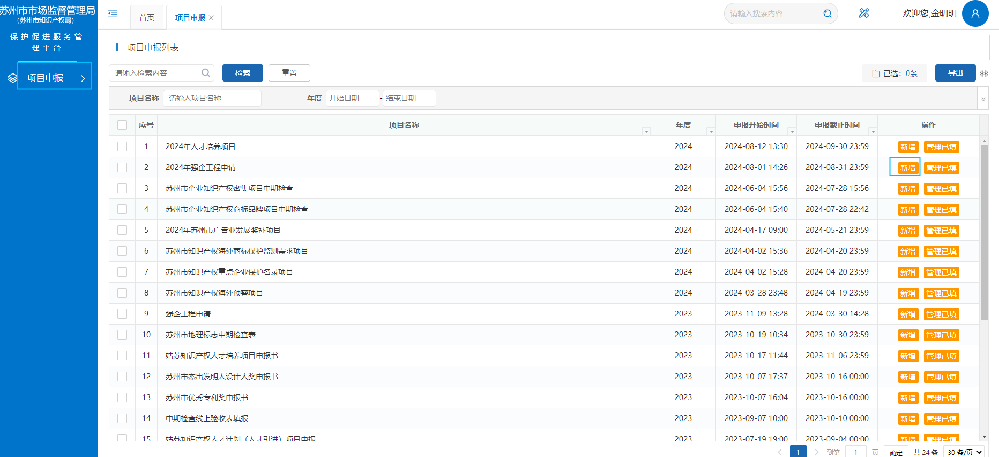 苏州市市场监督管理局
(苏州市知识产权局)
保护促进服务管
理平台
项目申报
首页
项目申报 ×
请输入搜索内容
欢迎您,金明明
项目申报列表
请输入检索内容
检索
重置
已选: 0条
导出
项目名称 请输入项目名称 年度 开始日期 - 结束日期
序号 项目名称 年度 申报开始时间 申报截止时间 操作
1 2024年人才培养项目 2024 2024-08-12 13:30 2024-09-30 23:59 新增 管理已填
2 2024年强企工程申请 2024 2024-08-01 14:26 2024-08-31 23:59 新增 管理已填
3 苏州市企业知识产权密集项目中期检查 2024 2024-06-04 15:56 2024-07-28 15:56 新增 管理已填
4 苏州市企业知识产权商标品牌项目中期检查 2024 2024-06-04 15:40 2024-07-28 22:42 新增 管理已填
5 2024年苏州市广告业发展奖补项目 2024 2024-04-17 09:00 2024-05-21 23:59 新增 管理已填
6 苏州市知识产权海外商标保护监测需求项目 2024 2024-04-02 15:36 2024-04-20 23:59 新增 管理已填
7 苏州市知识产权重点企业保护名录项目 2024 2024-04-02 15:28 2024-04-20 23:59 新增 管理已填
8 苏州市知识产权海外预警项目 2024 2024-03-28 23:48 2024-04-19 23:59 新增 管理已填
9 强企工程申请 2023 2023-11-09 13:28 2024-03-30 14:28 新增 管理已填
10 苏州市地理标志中期检查表 2023 2023-10-19 10:34 2023-10-30 23:59 新增 管理已填
11 姑苏知识产权人才培养项目申报书 2023 2023-10-17 11:44 2023-11-06 23:59 新增 管理已填
12 苏州市杰出发明人设计人奖申报书 2023 2023-10-07 17:37 2023-10-16 00:00 新增 管理已填
13 苏州市优秀专利奖申报书 2023 2023-10-07 16:04 2023-10-16 00:00 新增 管理已填
14 中期检查线上验收表填报 2023 2023-09-07 10:00 2023-10-10 00:00 新增 管理已填
15 姑苏知识产权人才计划（人才引进）项目申报 2023 2023-07-19 19:00 2023-09-04 00:00 新增 管理已填
1 到第 1 页 确定 共 24 条 30 条/页